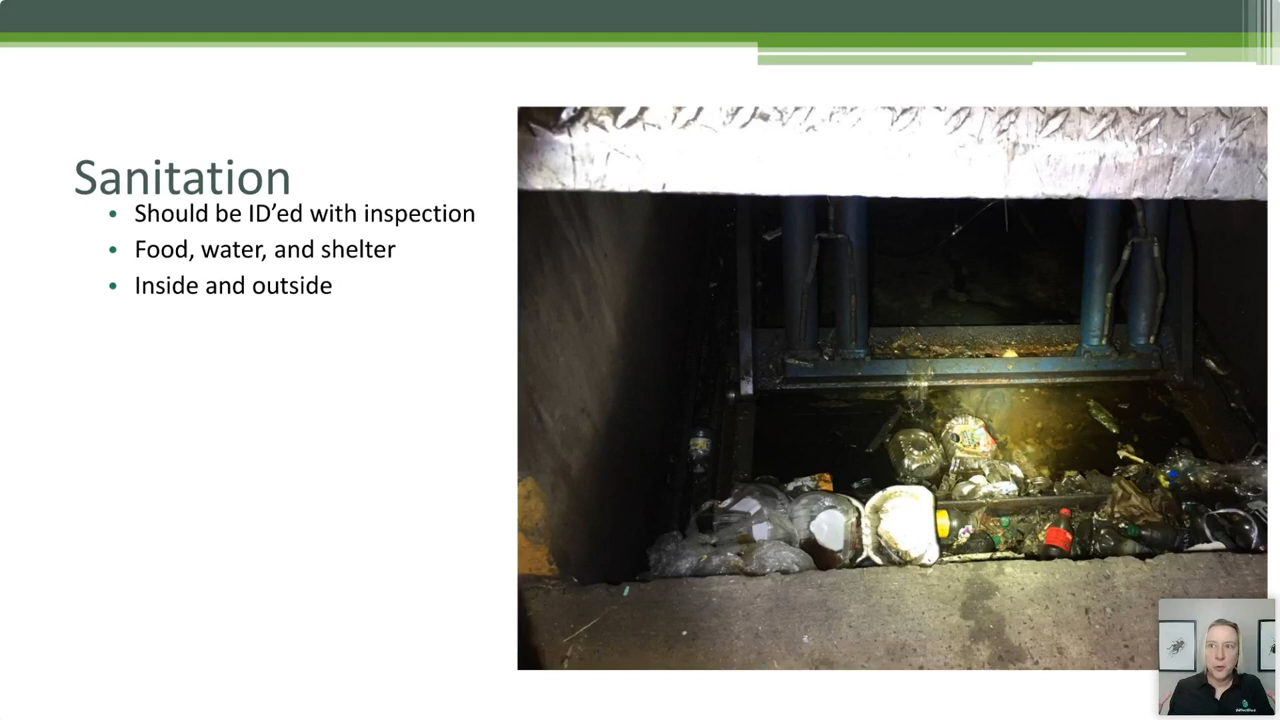 Sanitation
• Should be ID’ed with inspection
• Food, water, and shelter
• Inside and outside